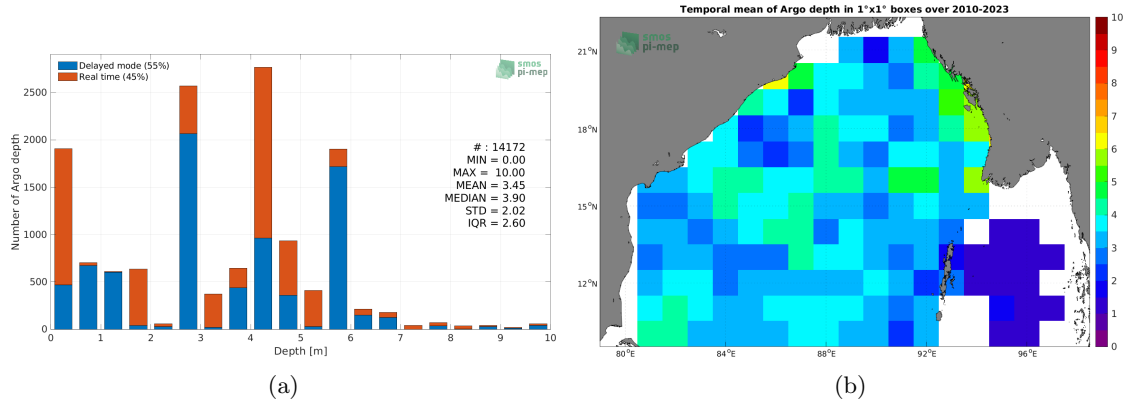 Delayed mode (55%)
Real time (45%)
smos
pi-mep
Number of Argo depth
2500
2000
1500
1000
500
0
# : 14172
MIN = 0.00
MAX = 10.00
MEAN = 3.45
MEDIAN = 3.90
STD = 2.02
IQR = 2.60
0 1 2 3 4 5 6 7 8 9 10
Depth [m]
(a)
Temporal mean of Argo depth in 1°x1° boxes over 2010-2023
smos
pi-mep
21°N
18°N
15°N
12°N
80°E 84°E 88°E 92°E 96°E
10
9
8
7
6
5
4
3
2
1
0
(b)